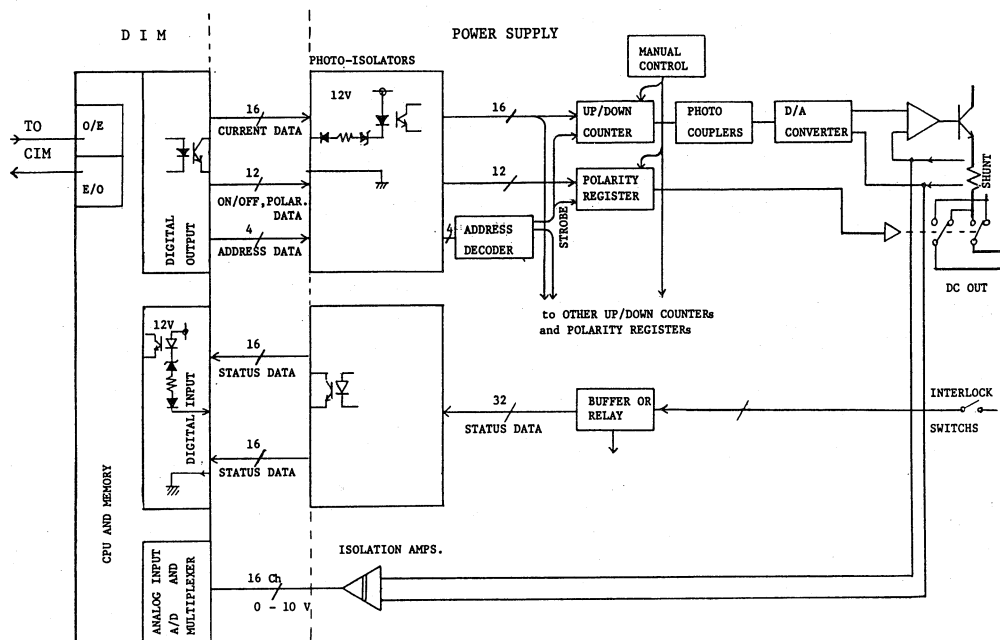 D I M
POWER SUPPLY
PHOTO-ISOLATORS
MANUAL
CONTROL
TO
CIM
O/E
E/O
16
CURRENT DATA
12V
16
UP/DOWN
COUNTER
PHOTO
COUPLERS
D/A
CONVERTER
SHUNT
12
ON/OFF,POLAR.
DATA
12
POLARITY
REGISTER
DIGITAL
OUTPUT
4
ADDRESS DATA
4
ADDRESS
DECODER
STROBE
DC OUT
to OTHER UP/DOWN COUNTERs
and POLARITY REGISTERs
12V
16
STATUS DATA
DIGITAL INPUT
32
STATUS DATA
BUFFER OR
RELAY
INTERLOCK
SWITCHS
16
STATUS DATA
CPU AND MEMORY
ISOLATION AMPS.
ANALOG INPUT
A/D AND
MULTIPLEXER
16 Ch
0 - 10 V